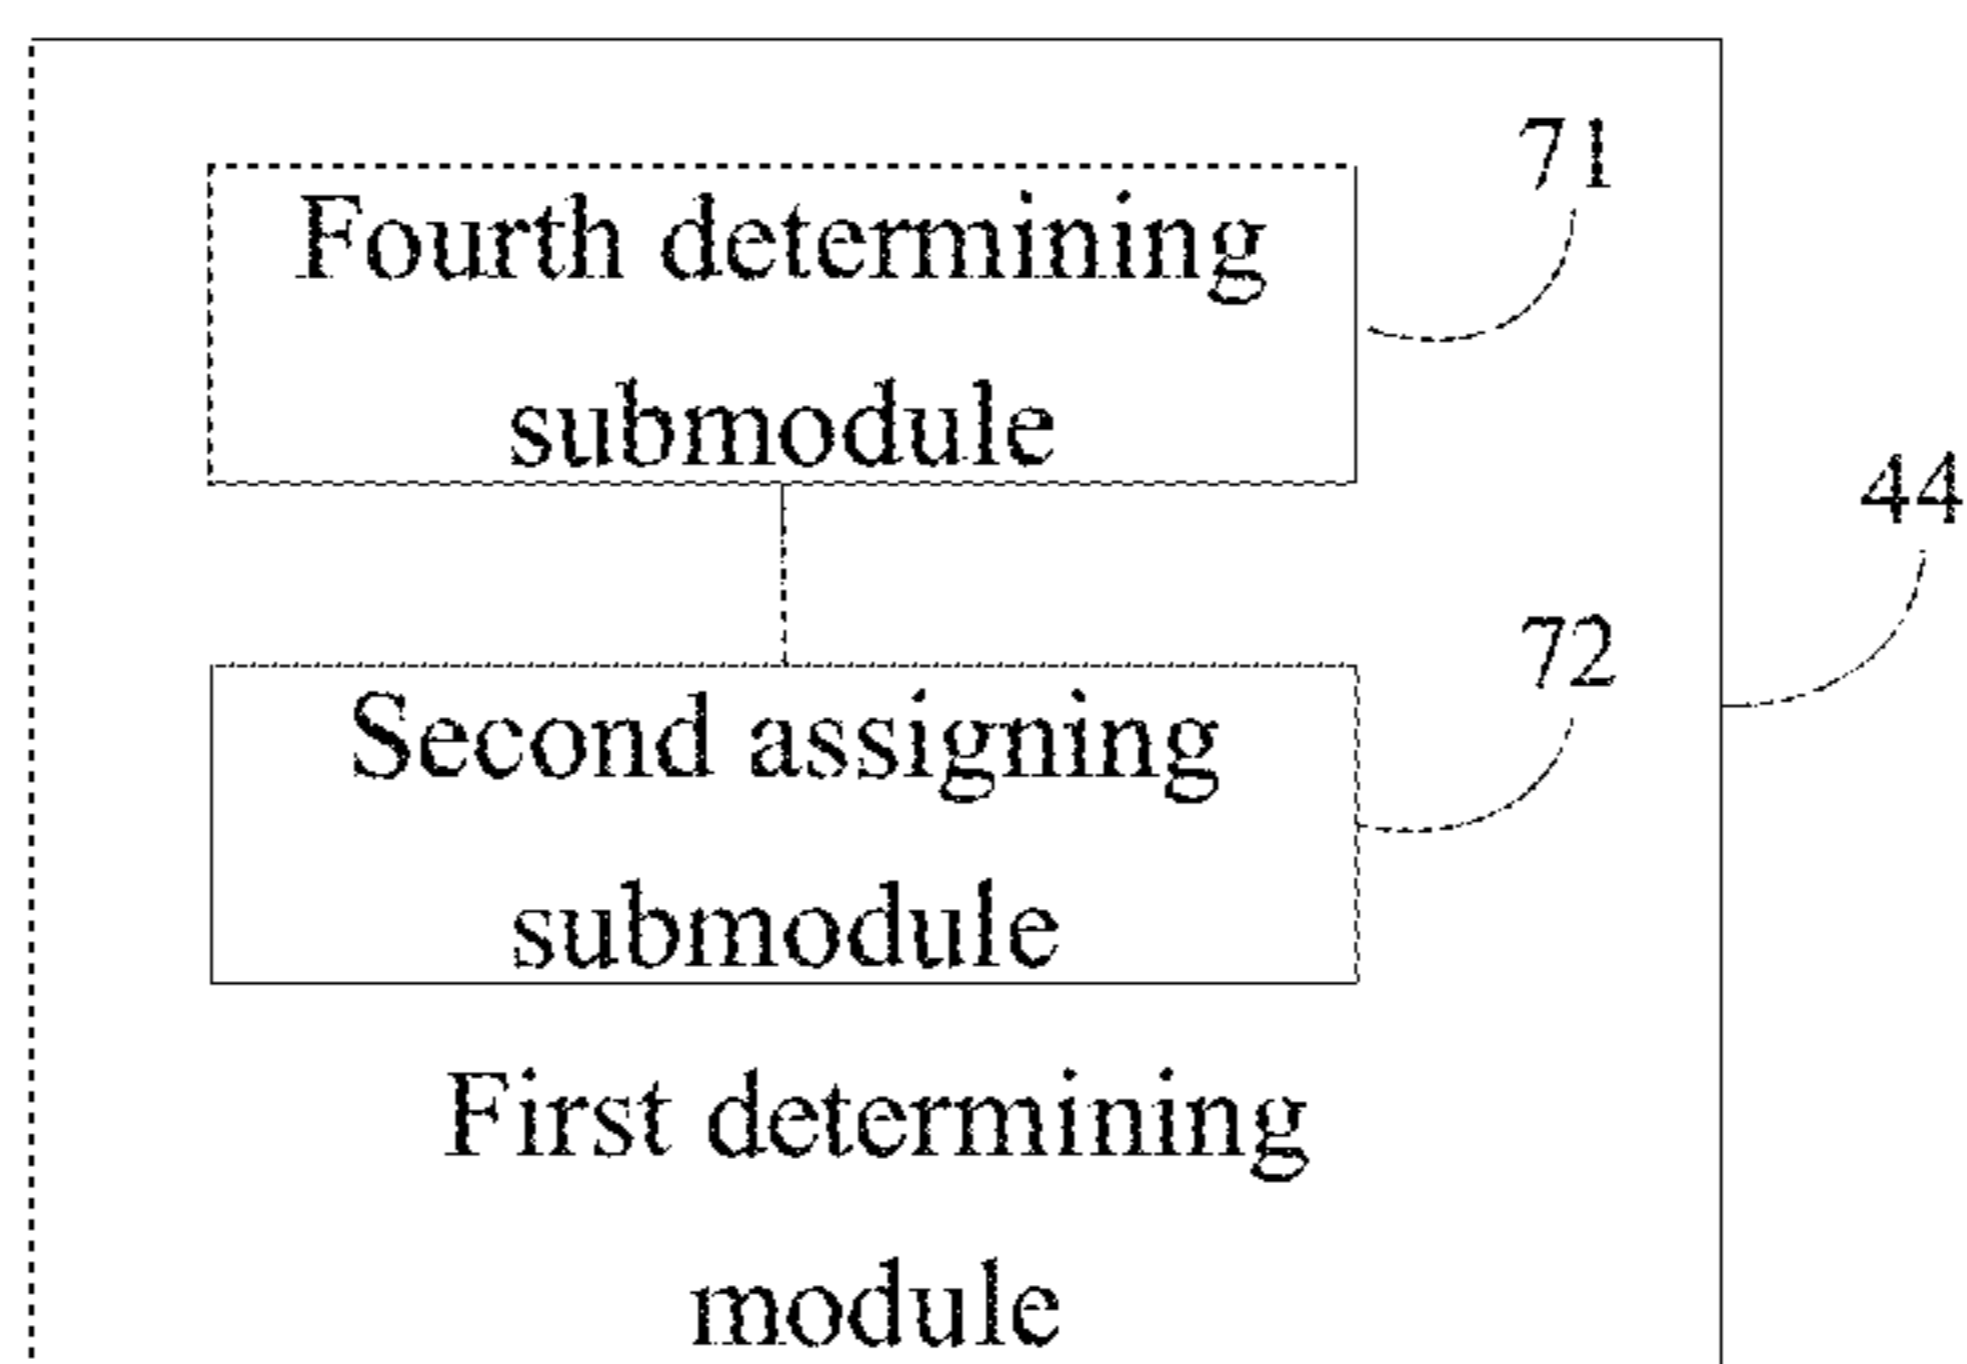 71
Fourth determining
submodule
44
72
Second assigning
submodule
First determining
module